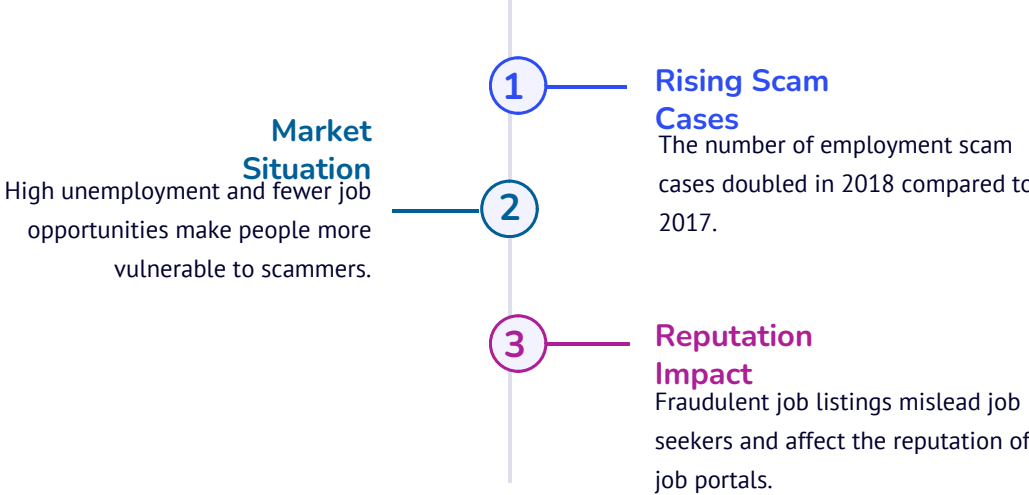 1
Rising Scam
Cases
The number of employment scam
cases doubled in 2018 compared to
2017.
Market
Situation
High unemployment and fewer job
opportunities make people more
vulnerable to scammers.
2
3
Reputation
Impact
Fraudulent job listings mislead job
seekers and affect the reputation of
job portals.